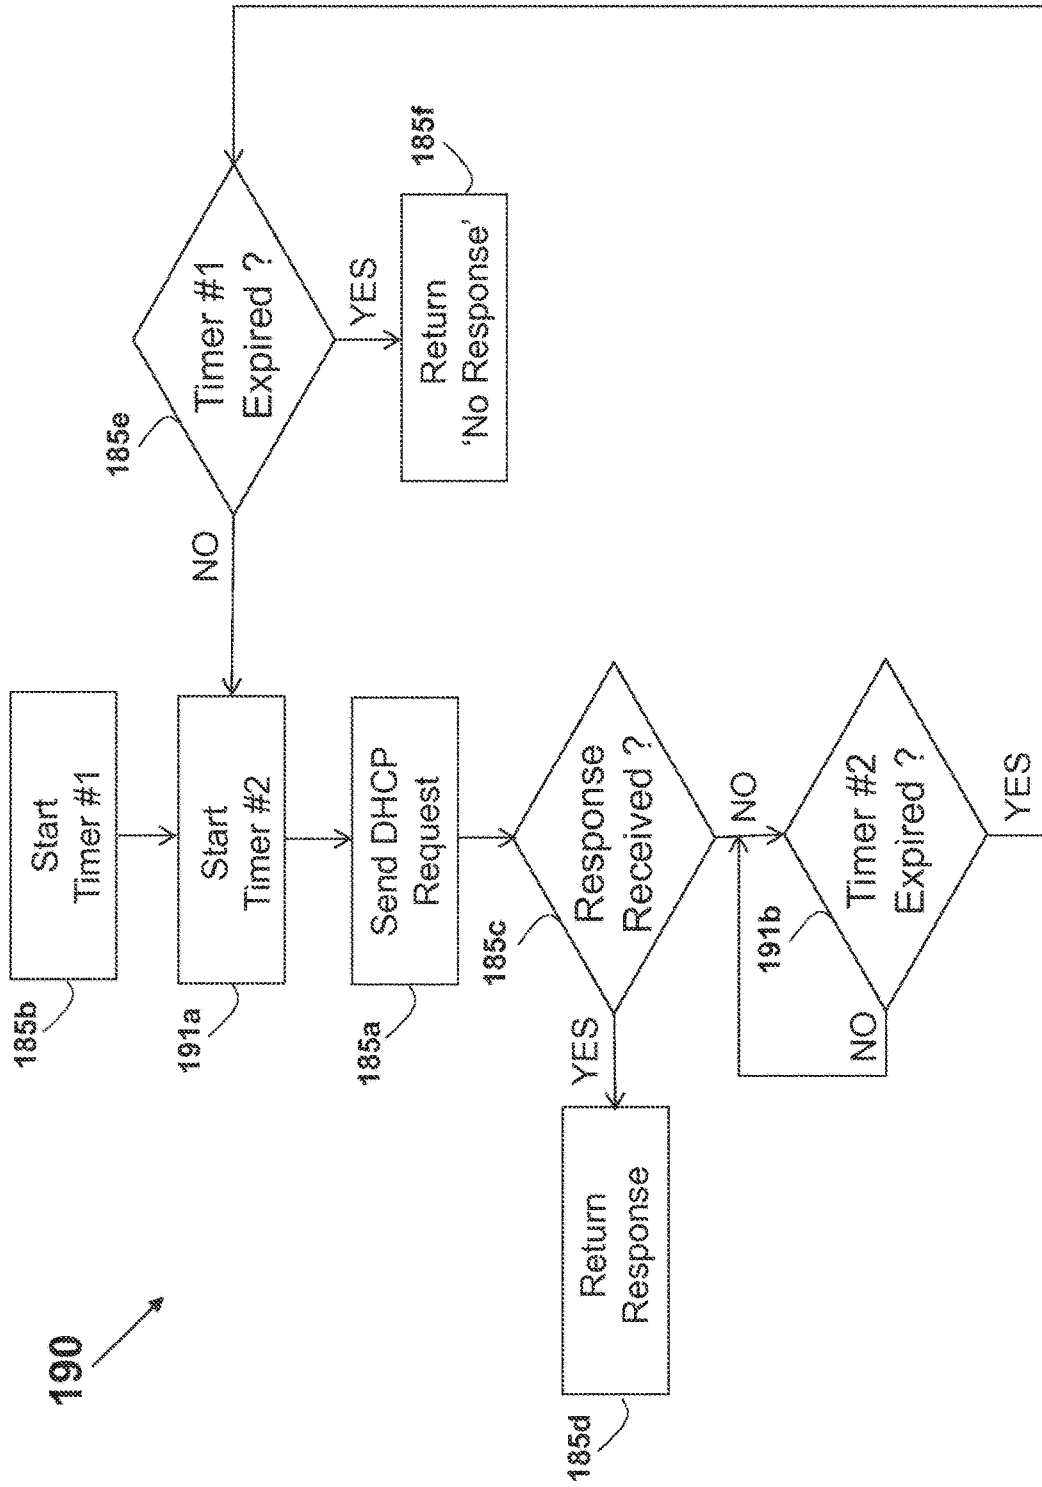 190
185b
Start
Timer #1
191a
Start
Timer #2
NO
185e
Timer #1
Expired ?
YES
185f
Return
'No Response'
185a
Send DHCP
Request
185c
Response
Received ?
YES
185d
Return
Response
NO
191b
Timer #2
Expired ?
NO
YES